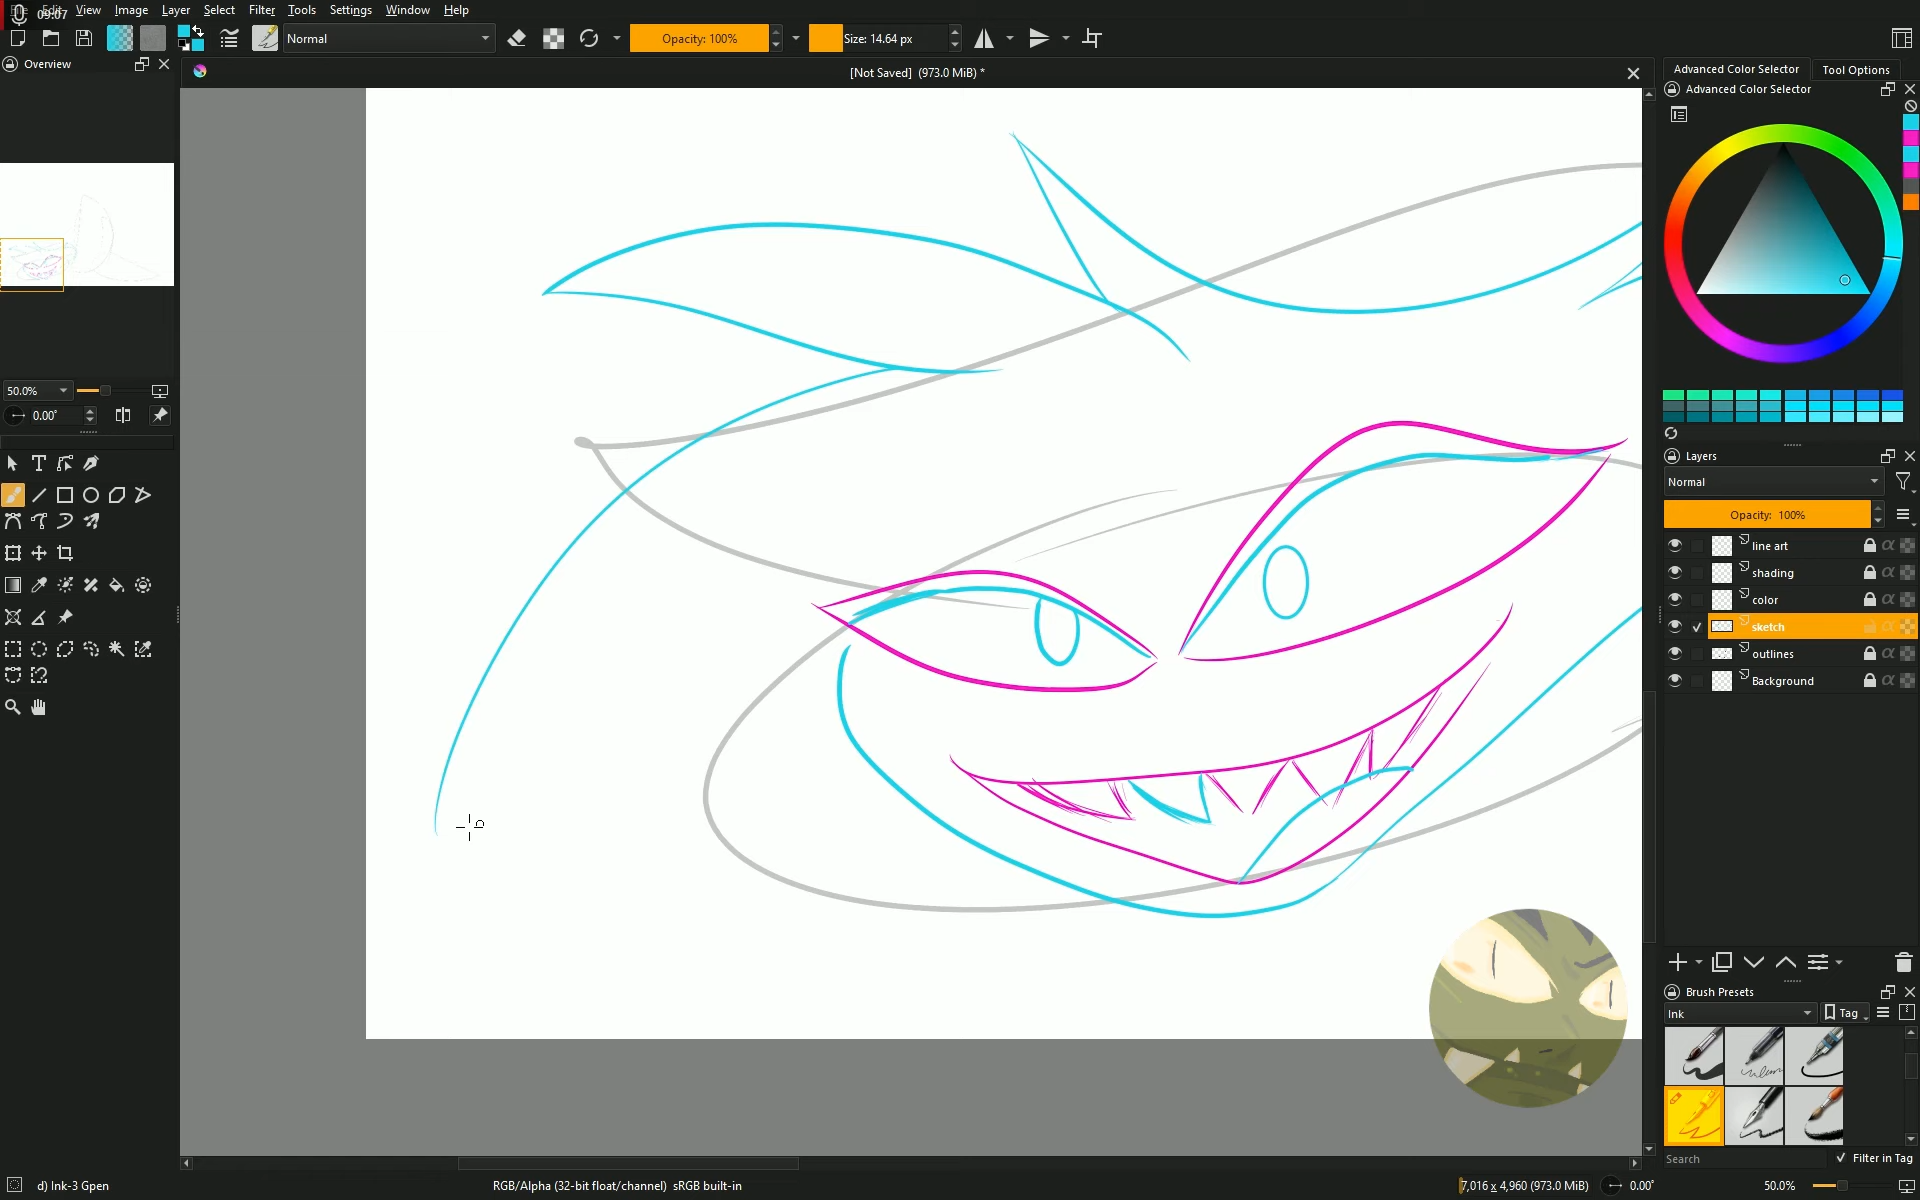 09:07
View
Image
Layer
Select
Filter
Tools
Settings
Window
Help
Normal
Opacity: 100%
Size: 14.64 px
Overview
[Not Saved] (973.0 MiB) *
Advanced Color Selector
Tool Options
Advanced Color Selector
50.0%
0.00°
T
Layers
Normal
Opacity: 100%
line art
shading
color
sketch
outlines
Background
Brush Presets
Ink
Tag
Search
Filter in Tag
d) Ink-3 Gpen
RGB/Alpha (32-bit float/channel) sRGB built-in
7,016 x 4,960 (973.0 MiB)
0.00°
50.0%